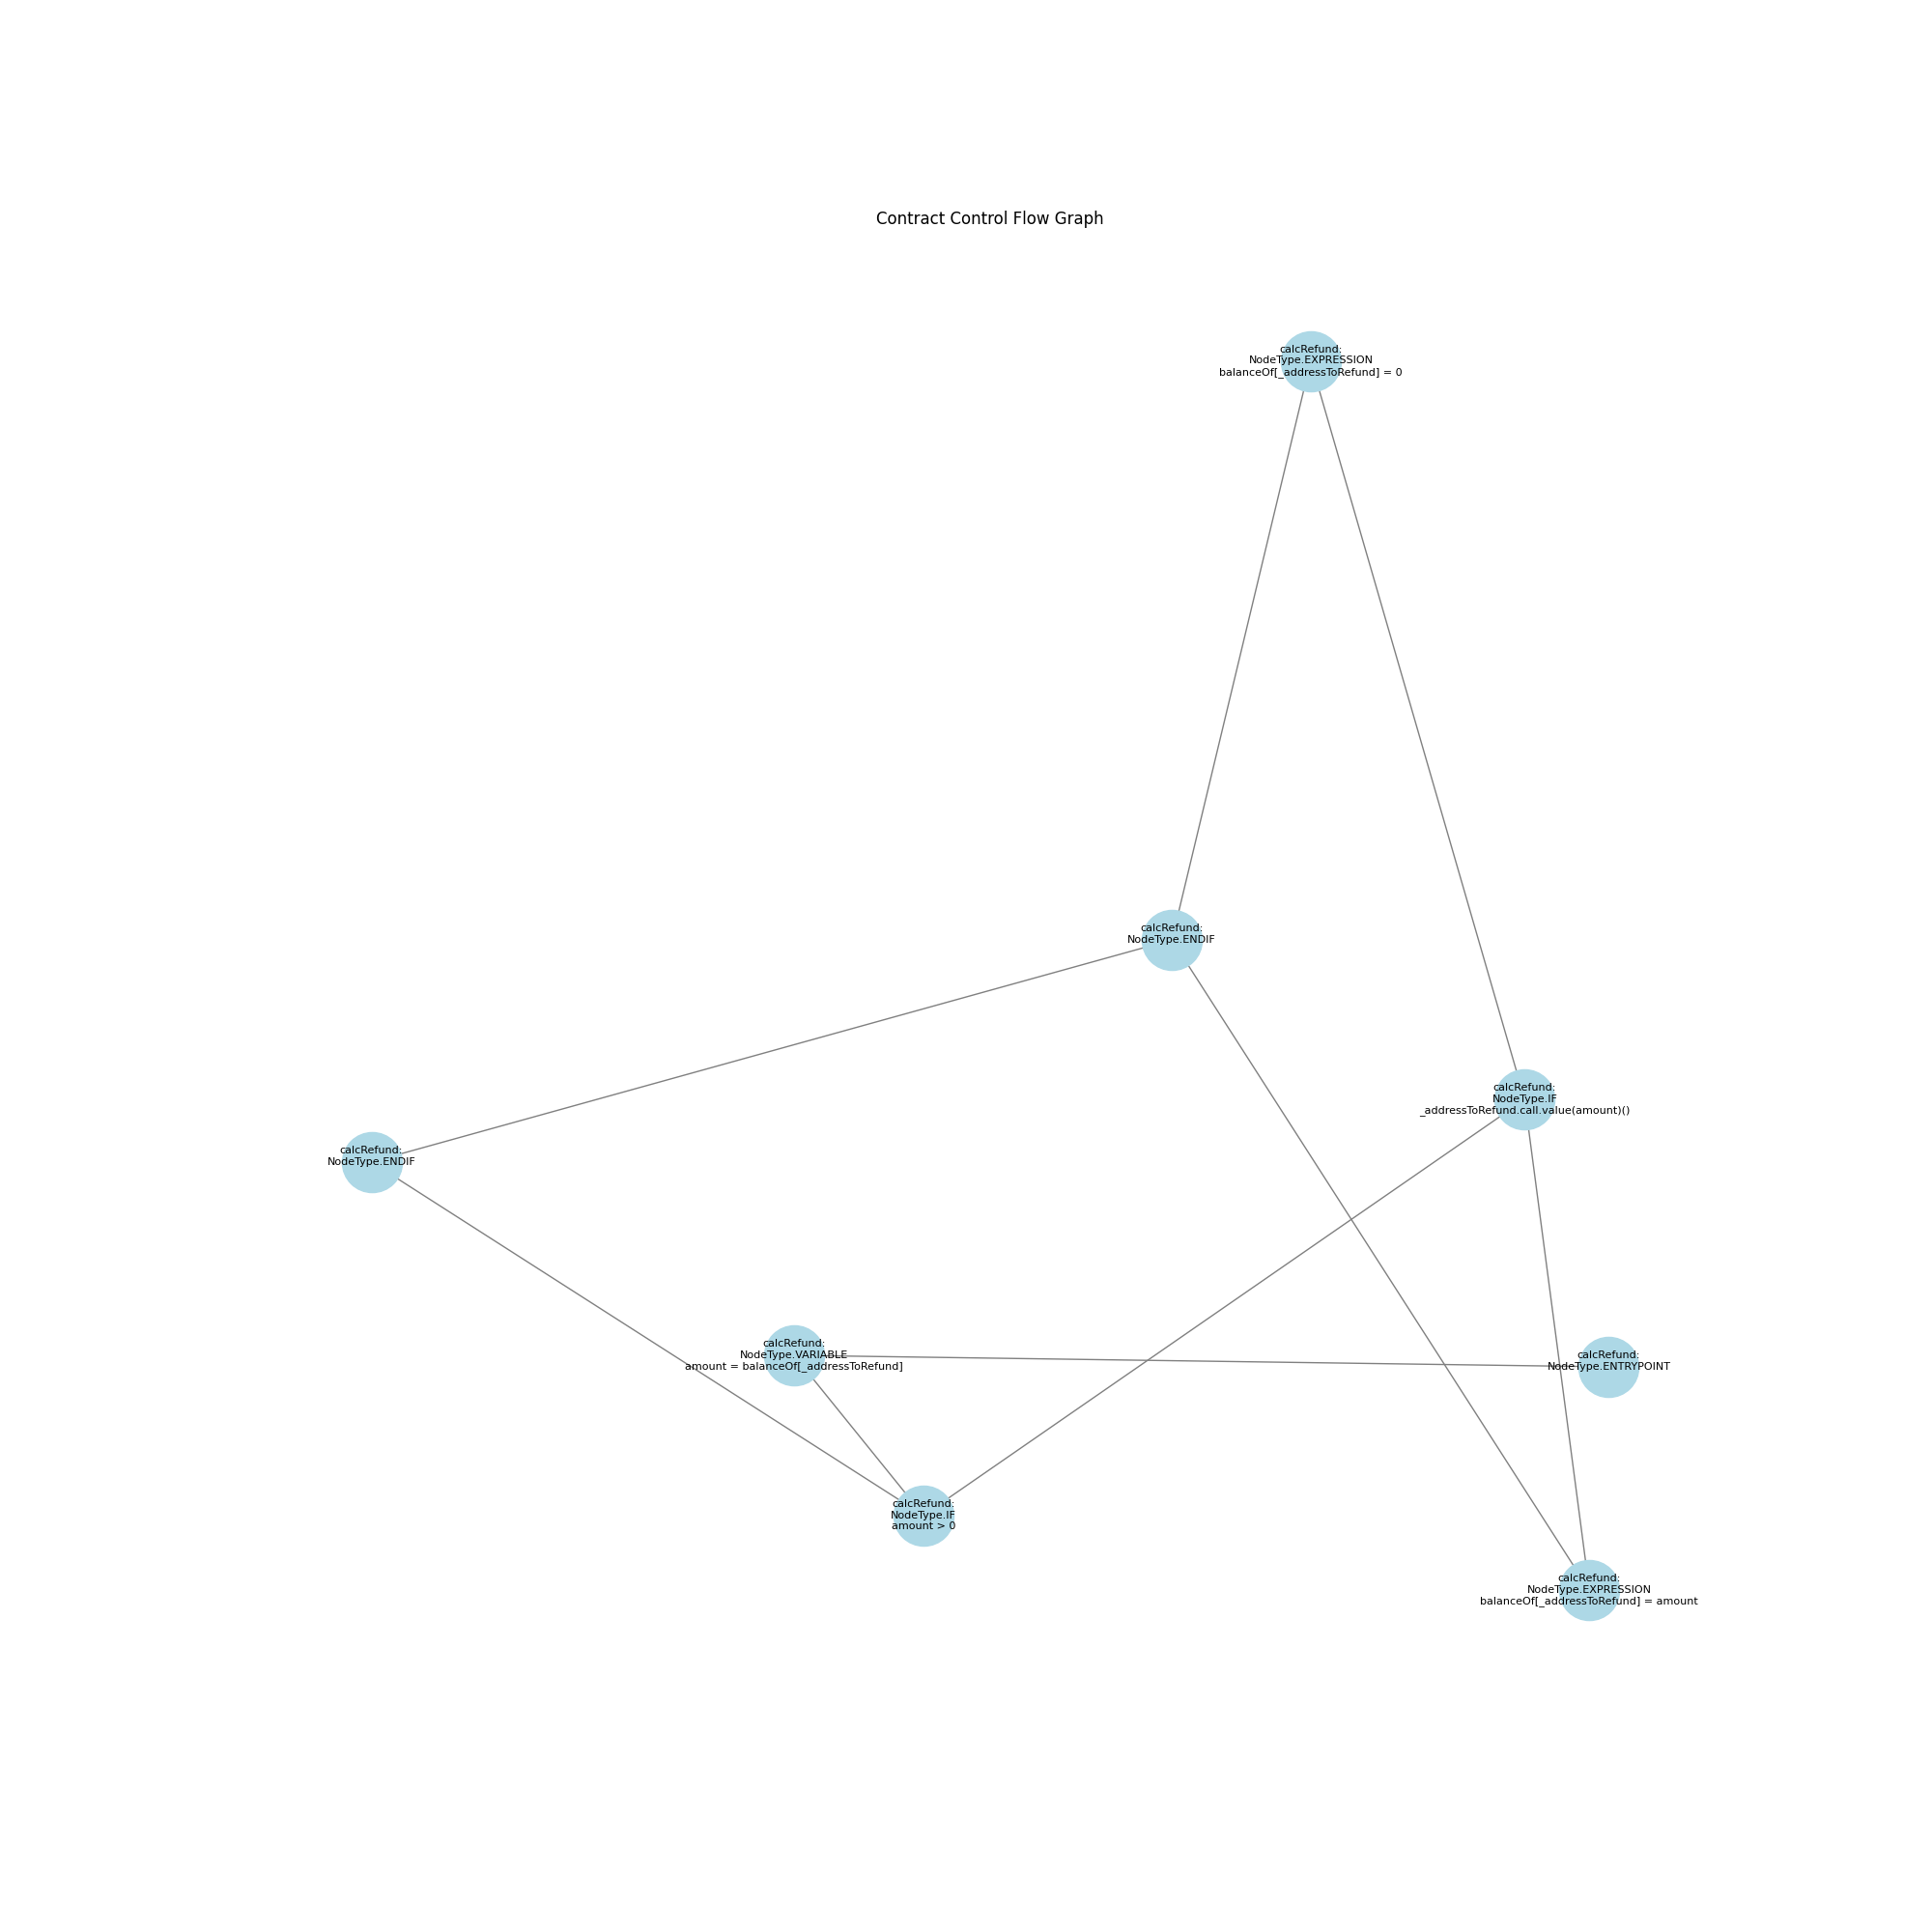 Contract Control Flow Graph
calcRefund:
NodeType.EXPRESSION
balanceOf[_addressToRefund] = 0
calcRefund:
NodeType.ENDIF
calcRefund:
NodeType.IF
_addressToRefund.call.value(amount)()
calcRefund:
NodeType.ENDIF
calcRefund:
NodeType.VARIABLE
amount = balanceOf[_addressToRefund]
calcRefund:
NodeType.ENTRYPOINT
calcRefund:
NodeType.IF
amount > 0
calcRefund:
NodeType.EXPRESSION
balanceOf[_addressToRefund] = amount